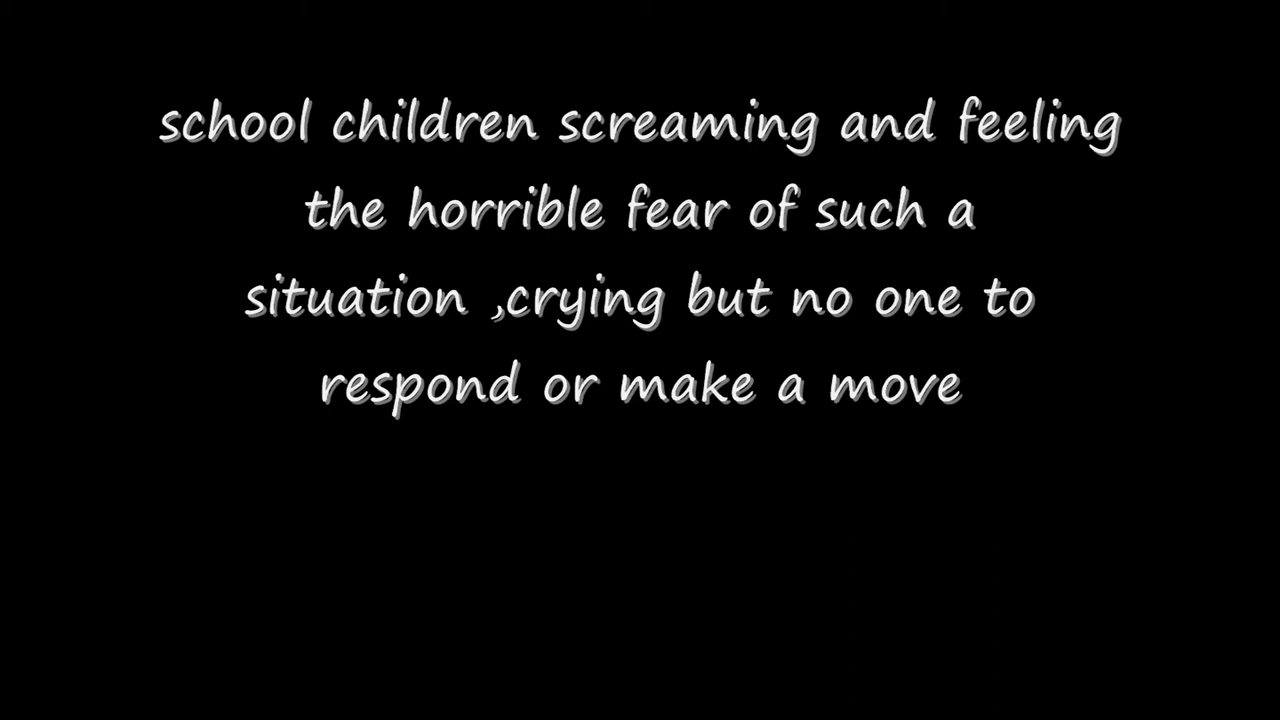 school children screaming and feeling
the horrible fear of such a
situation ,crying but no one to
respond or make a move